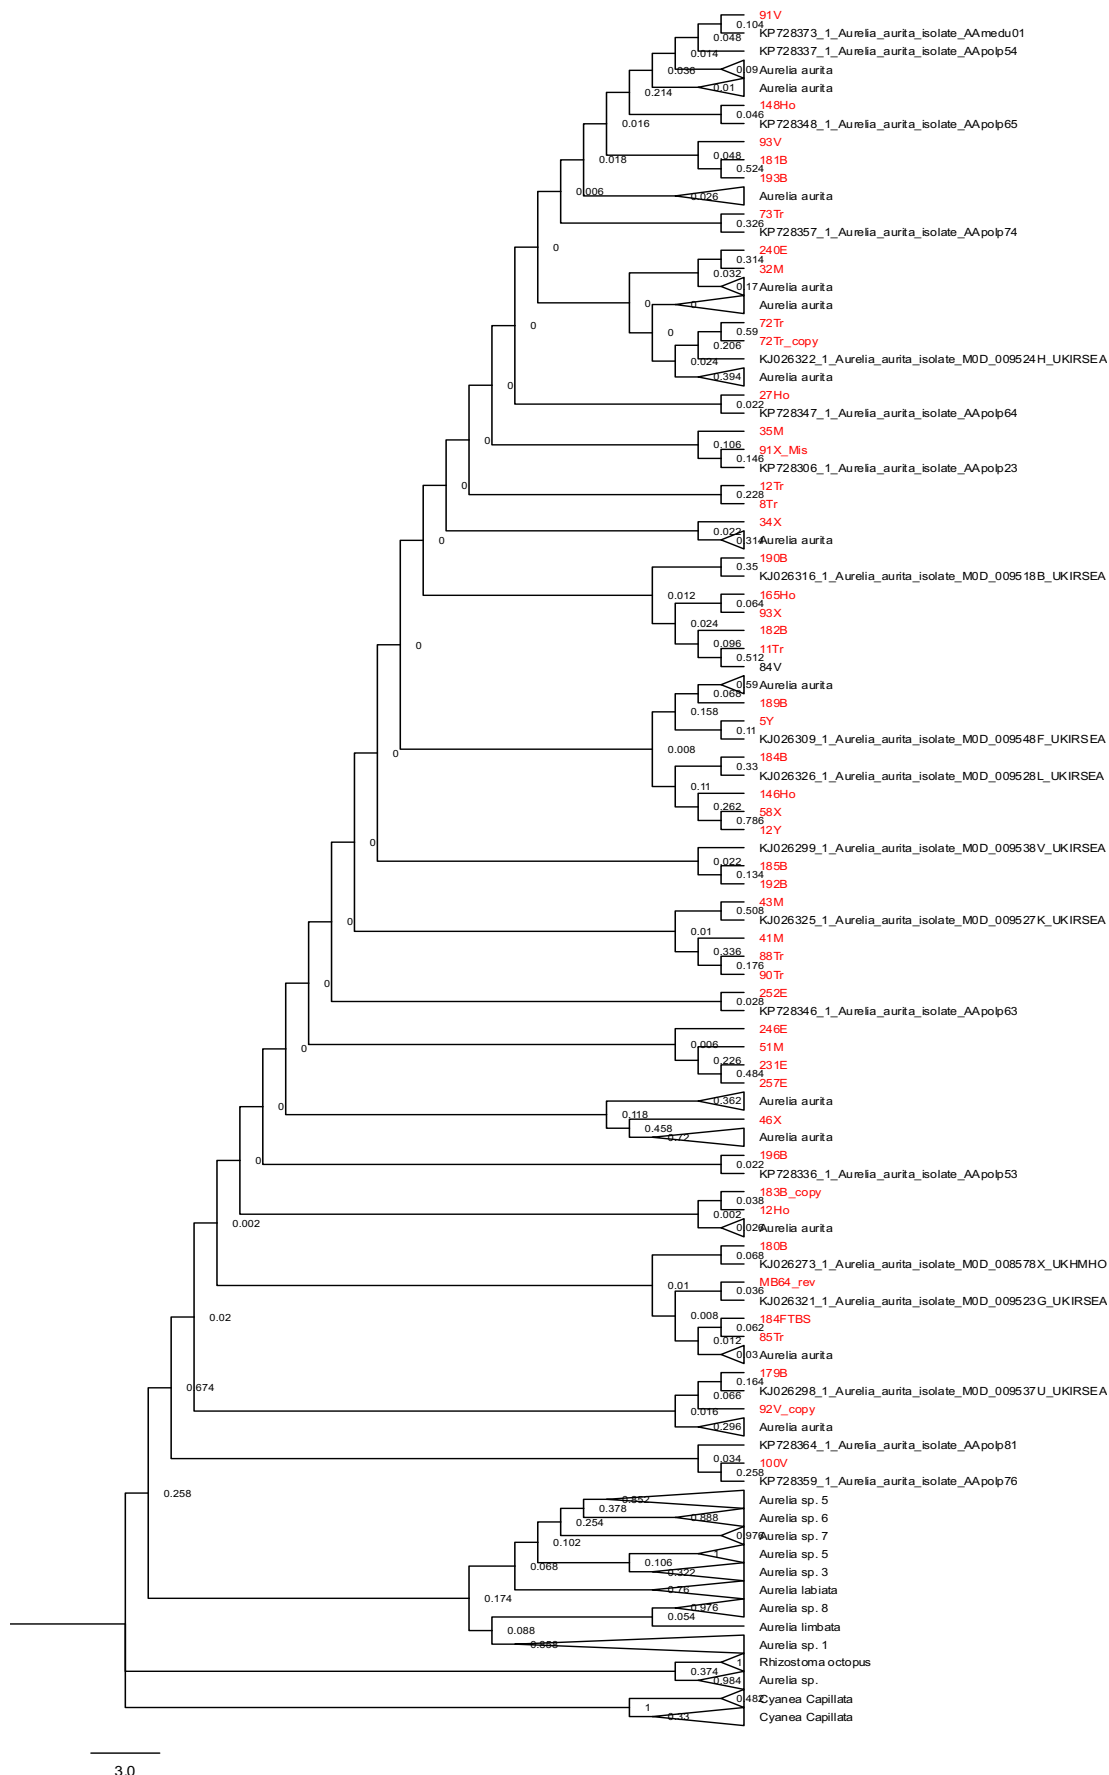 91V
0.104
KP728373_1_Aurelia_aurita_isolate_AAmedu01
0.048
KP728337_1_Aurelia_aurita_isolate_AApolp54
0.014
0.036
0.09
Aurelia aurita
0.01
Aurelia aurita
0.214
148Ho
0.046
KP728348_1_Aurelia_aurita_isolate_AApolp65
0.016
93V
0.048
181B
0.018
0.524
193B
0.006
0.026
Aurelia aurita
73Tr
0.326
KP728357_1_Aurelia_aurita_isolate_AApolp74
0
240E
0.314
32M
0.032
0.17
Aurelia aurita
0
0
Aurelia aurita
72Tr
0
0
0.59
72Tr_copy
0.206
KJ026322_1_Aurelia_aurita_isolate_M0D_009524H_UKIRSEA
0.024
0.394
Aurelia aurita
0
27Ho
0.022
KP728347_1_Aurelia_aurita_isolate_AApolp64
35M
0
0.106
91X_Mis
0.146
KP728306_1_Aurelia_aurita_isolate_AApolp23
12Tr
0
0.228
8Tr
34X
0.022
0
0.314
Aurelia aurita
190B
0.35
KJ026316_1_Aurelia_aurita_isolate_M0D_009518B_UKIRSEA
0.012
165Ho
0.064
93X
0.024
182B
0.096
0
11Tr
0.512
84V
0.59
Aurelia aurita
0.068
189B
0.158
5Y
0.11
KJ026309_1_Aurelia_aurita_isolate_M0D_009548F_UKIRSEA
0
0.008
184B
0.33
KJ026326_1_Aurelia_aurita_isolate_M0D_009528L_UKIRSEA
0.11
146Ho
0.262
58X
0.786
12Y
0
KJ026299_1_Aurelia_aurita_isolate_M0D_009538V_UKIRSEA
0.022
185B
0.134
192B
43M
0.508
0
KJ026325_1_Aurelia_aurita_isolate_M0D_009527K_UKIRSEA
0.01
41M
0.336
88Tr
0.176
90Tr
0
252E
0.028
KP728346_1_Aurelia_aurita_isolate_AApolp63
246E
0
0.006
51M
0.226
231E
0.484
257E
0
0.362
Aurelia aurita
0.118
46X
0.458
0.72
Aurelia aurita
0
196B
0.022
KP728336_1_Aurelia_aurita_isolate_AApolp53
183B_copy
0.038
12Ho
0.002
0.002
0.026
Aurelia aurita
180B
0.068
KJ026273_1_Aurelia_aurita_isolate_M0D_008578X_UKHMHO
0.01
MB64_rev
0.036
KJ026321_1_Aurelia_aurita_isolate_M0D_009523G_UKIRSEA
0.02
0.008
184FTBS
0.062
85Tr
0.012
0.03
Aurelia aurita
179B
0.674
0.164
KJ026298_1_Aurelia_aurita_isolate_M0D_009537U_UKIRSEA
0.066
92V_copy
0.016
0.296
Aurelia aurita
KP728364_1_Aurelia_aurita_isolate_AApolp81
0.034
100V
0.258
KP728359_1_Aurelia_aurita_isolate_AApolp76
0.258
0.852
Aurelia sp. 5
0.378
0.888
Aurelia sp. 6
0.254
0.976
Aurelia sp. 7
0.102
1
Aurelia sp. 5
0.106
0.068
0.322
Aurelia sp. 3
0.76
Aurelia labiata
0.174
0.976
Aurelia sp. 8
0.054
Aurelia limbata
0.088
0.858
Aurelia sp. 1
1
Rhizostoma octopus
0.374
0.984
Aurelia sp.
0.482
Cyanea Capillata
1
0.33
Cyanea Capillata
3.0